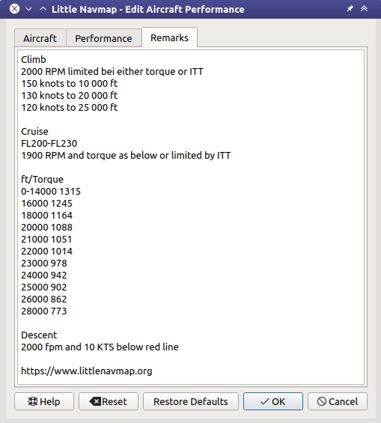 Little Navmap - Edit Aircraft Performance
Aircraft Performance Remarks
Climb
2000 RPM limited bei either torque or ITT
150 knots to 10 000 ft
130 knots to 20 000 ft
120 knots to 25 000 ft
Cruise
FL200-FL230
1900 RPM and torque as below or limited by ITT
ft/Torque
0-14000 1315
16000 1245
18000 1164
20000 1088
21000 1051
22000 1014
23000 978
24000 942
25000 902
26000 862
28000 773
Descent
2000 fpm and 10 KTS below red line
https://www.littlenavmap.org
Help Reset Restore Defaults OK Cancel